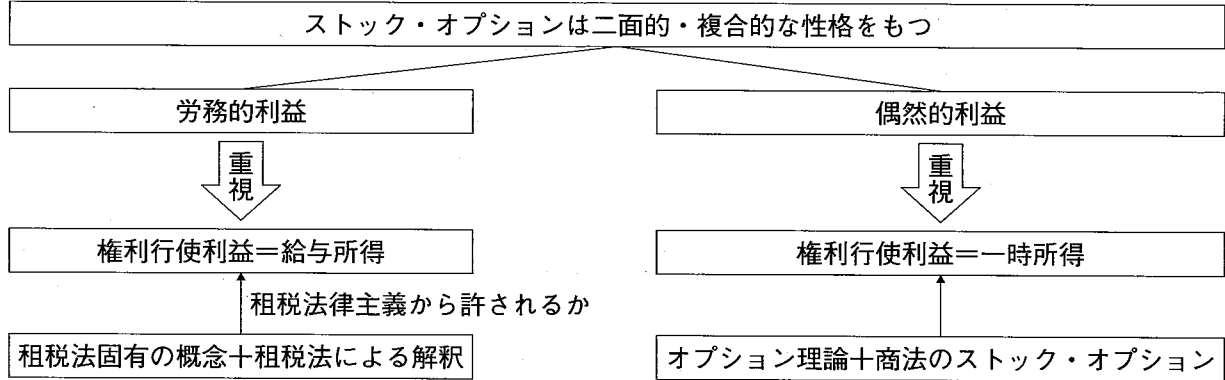 ストック・オプションは二面的・複合的な性格をもつ
労務的利益
偶然的利益
重視
重視
権利行使利益＝給与所得
権利行使利益＝一時所得
租税法律主義から許されるか
租税法固有の概念＋租税法による解釈
オプション理論＋商法のストック・オプション